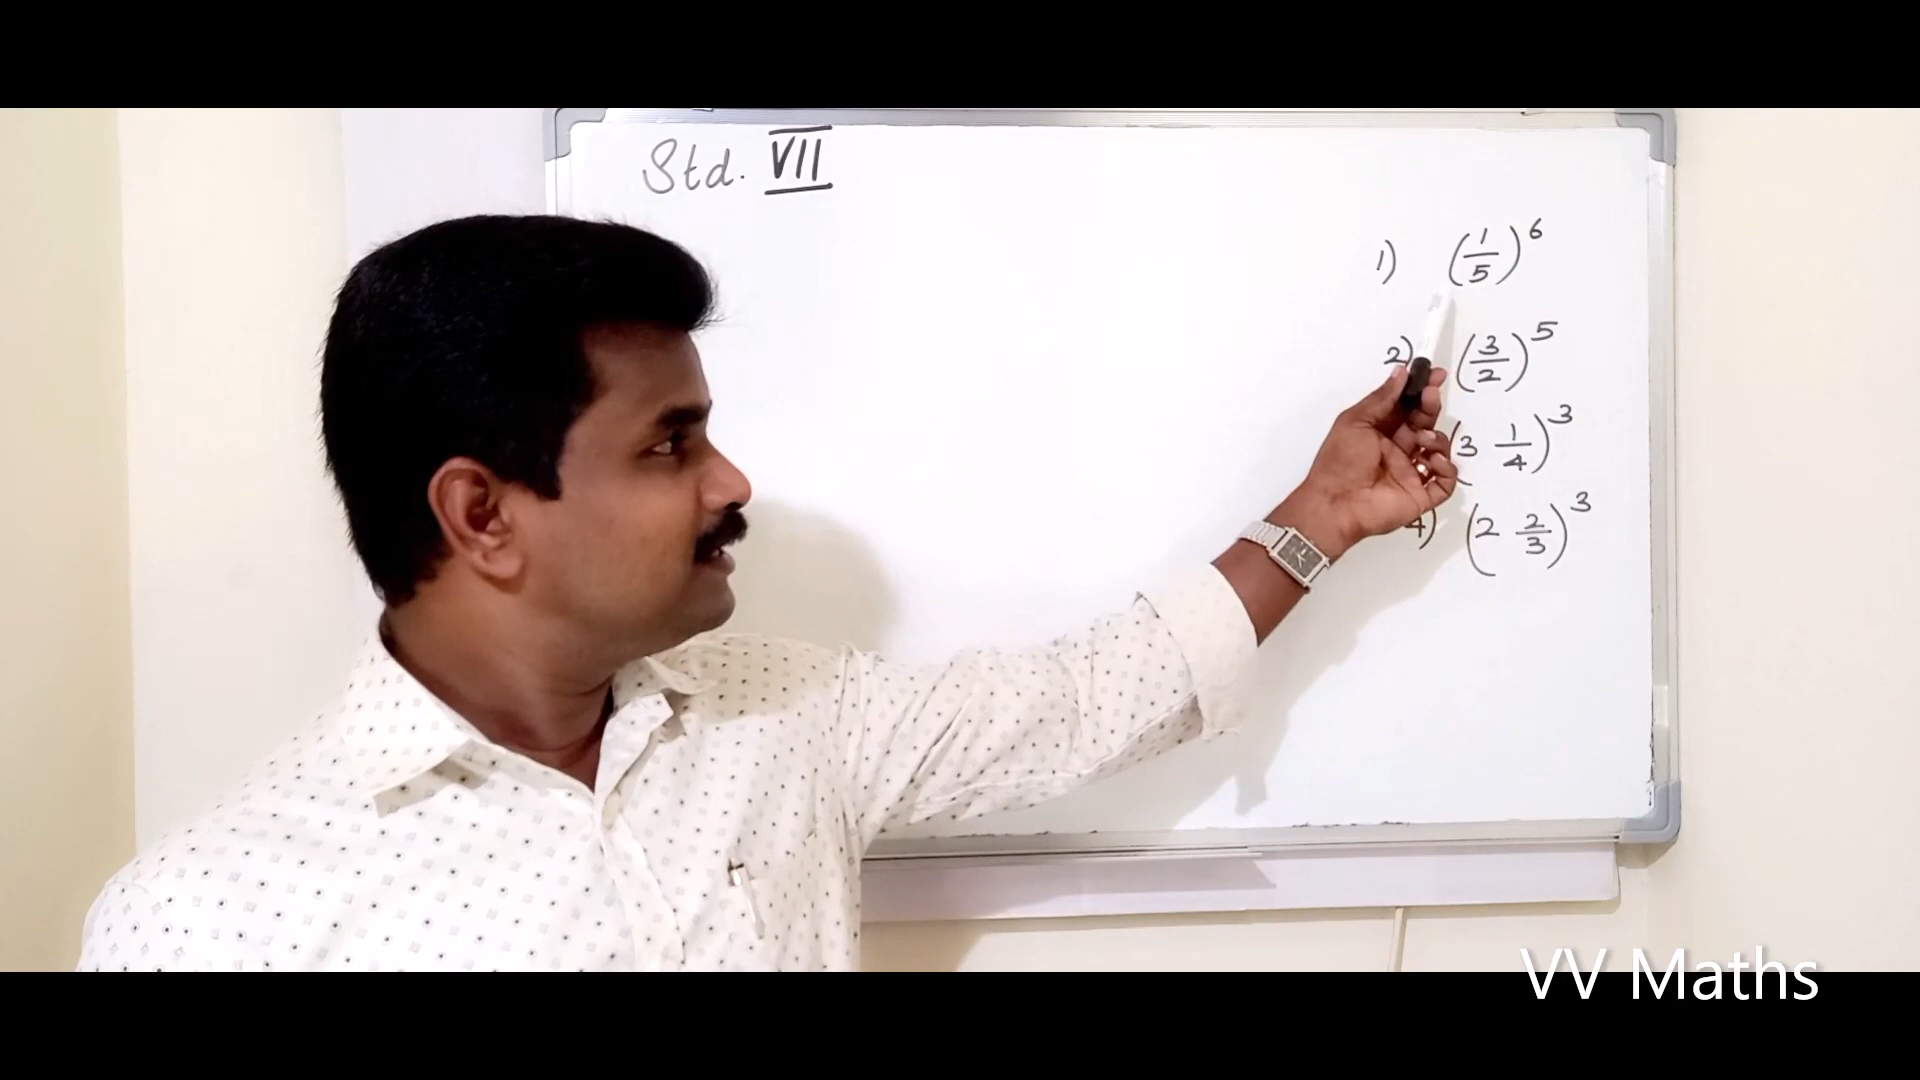 Std. VII
1) (1/5)^6
2) (3/2)^5
(3 1/4)^3
4) (2 2/3)^3
VV Maths